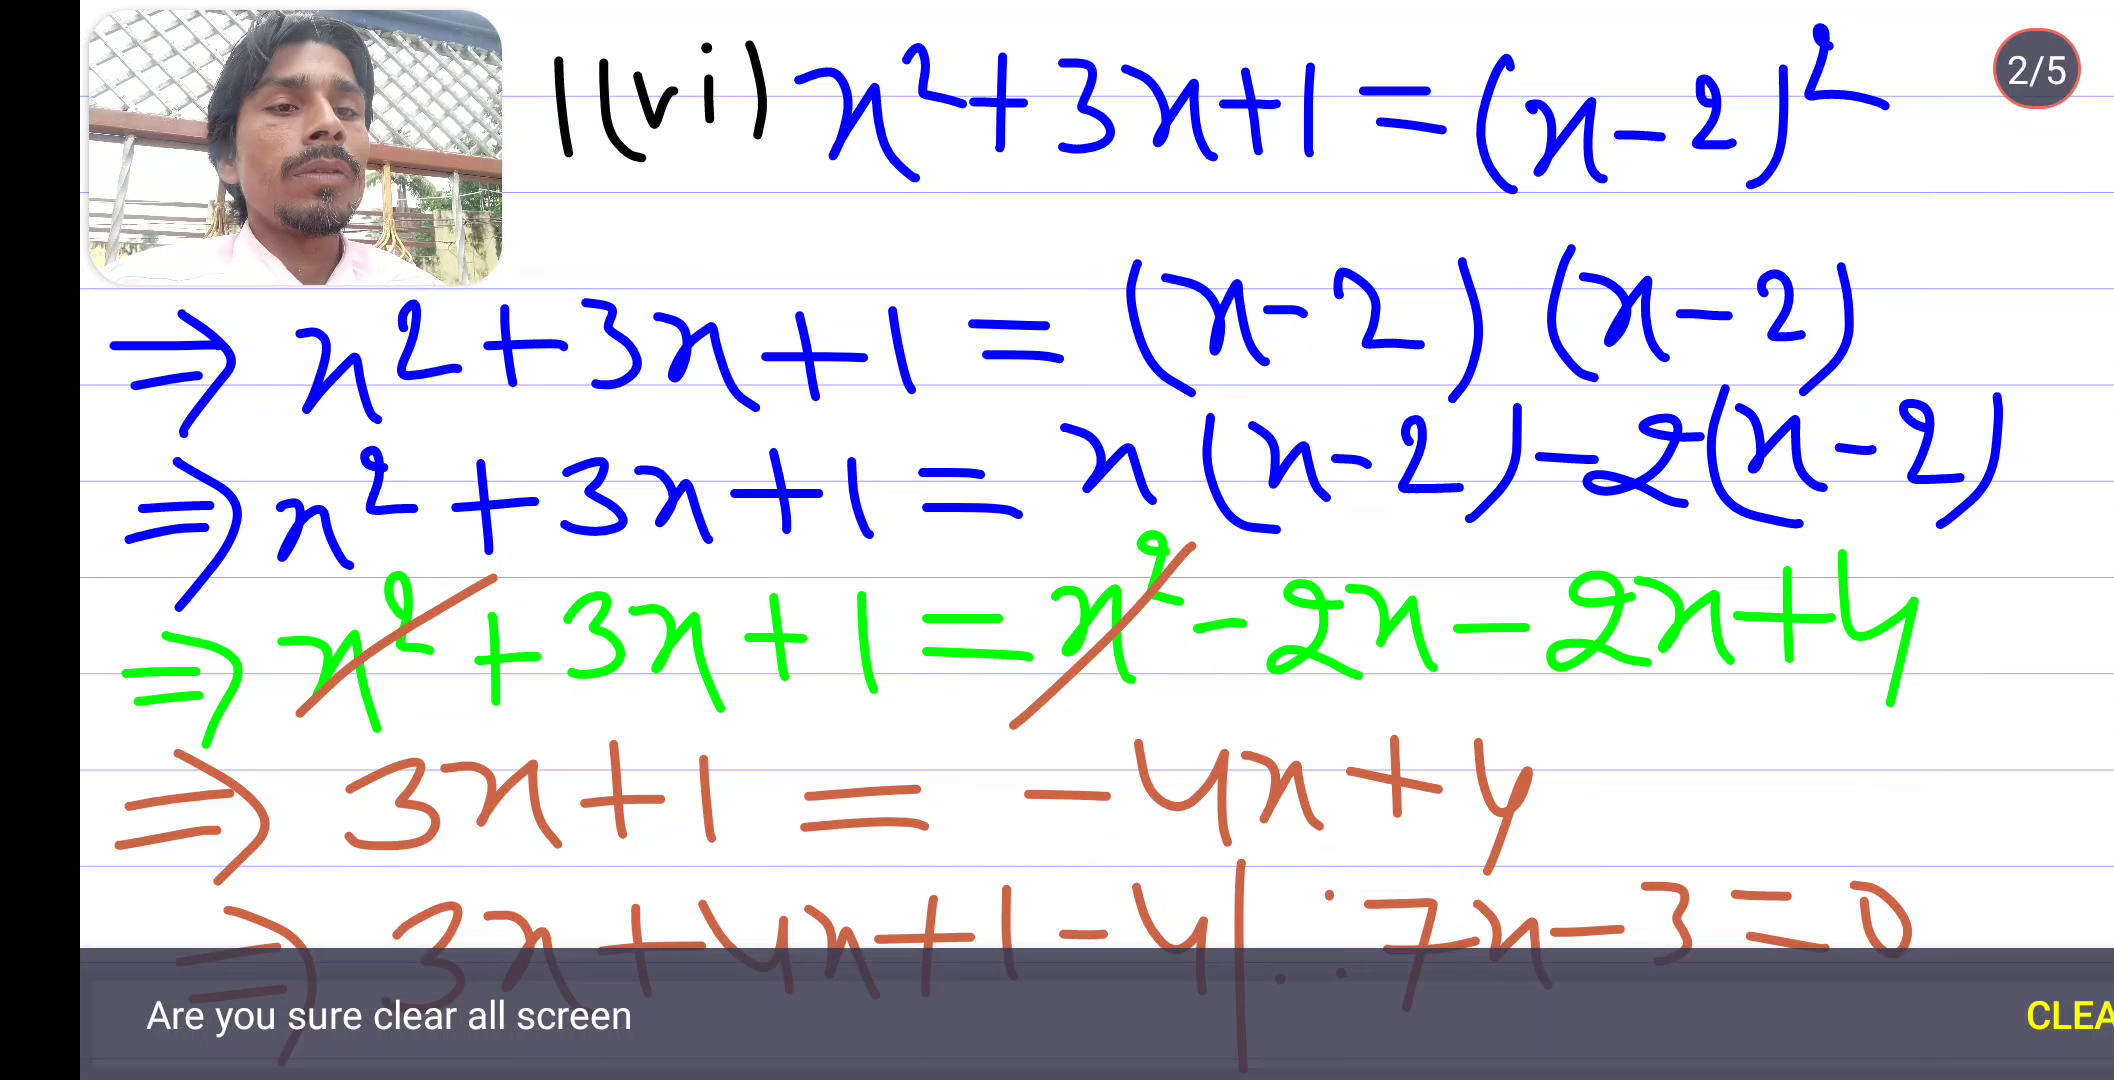 1(vi) x²+3x+1=(x-2)²
2/5
⇒ x²+3x+1=(x-2)(x-2)
⇒ x²+3x+1=x(x-2)-2(x-2)
⇒ x²+3x+1=x²-2x-2x+4
⇒ 3x+1=-4x+4
⇒ 3x+4x+1-4 | ∴ 7x-3=0
Are you sure clear all screen
CLEA